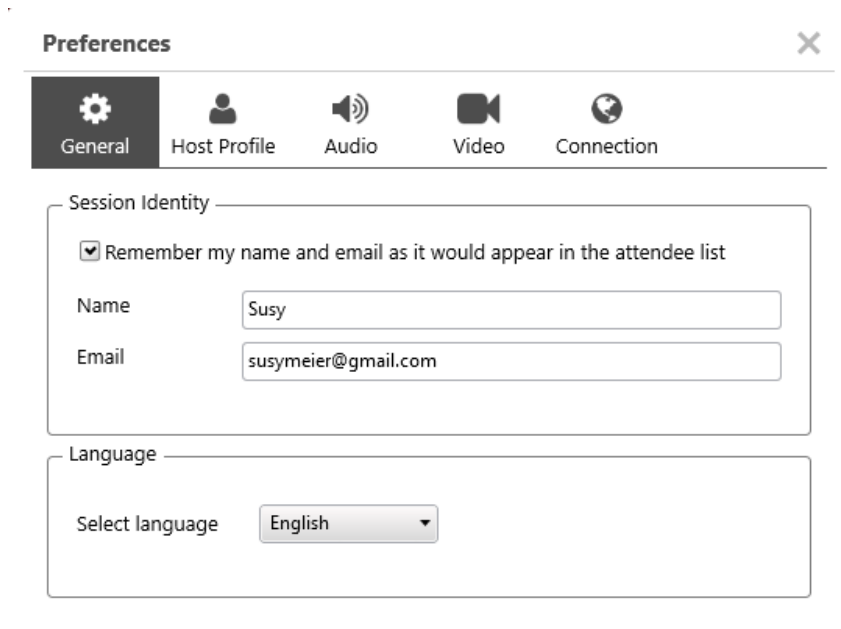 Preferences
General Host Profile Audio Video Connection
Session Identity
Remember my name and email as it would appear in the attendee list
Name Susy
Email susymeier@gmail.com
Language
Select language English